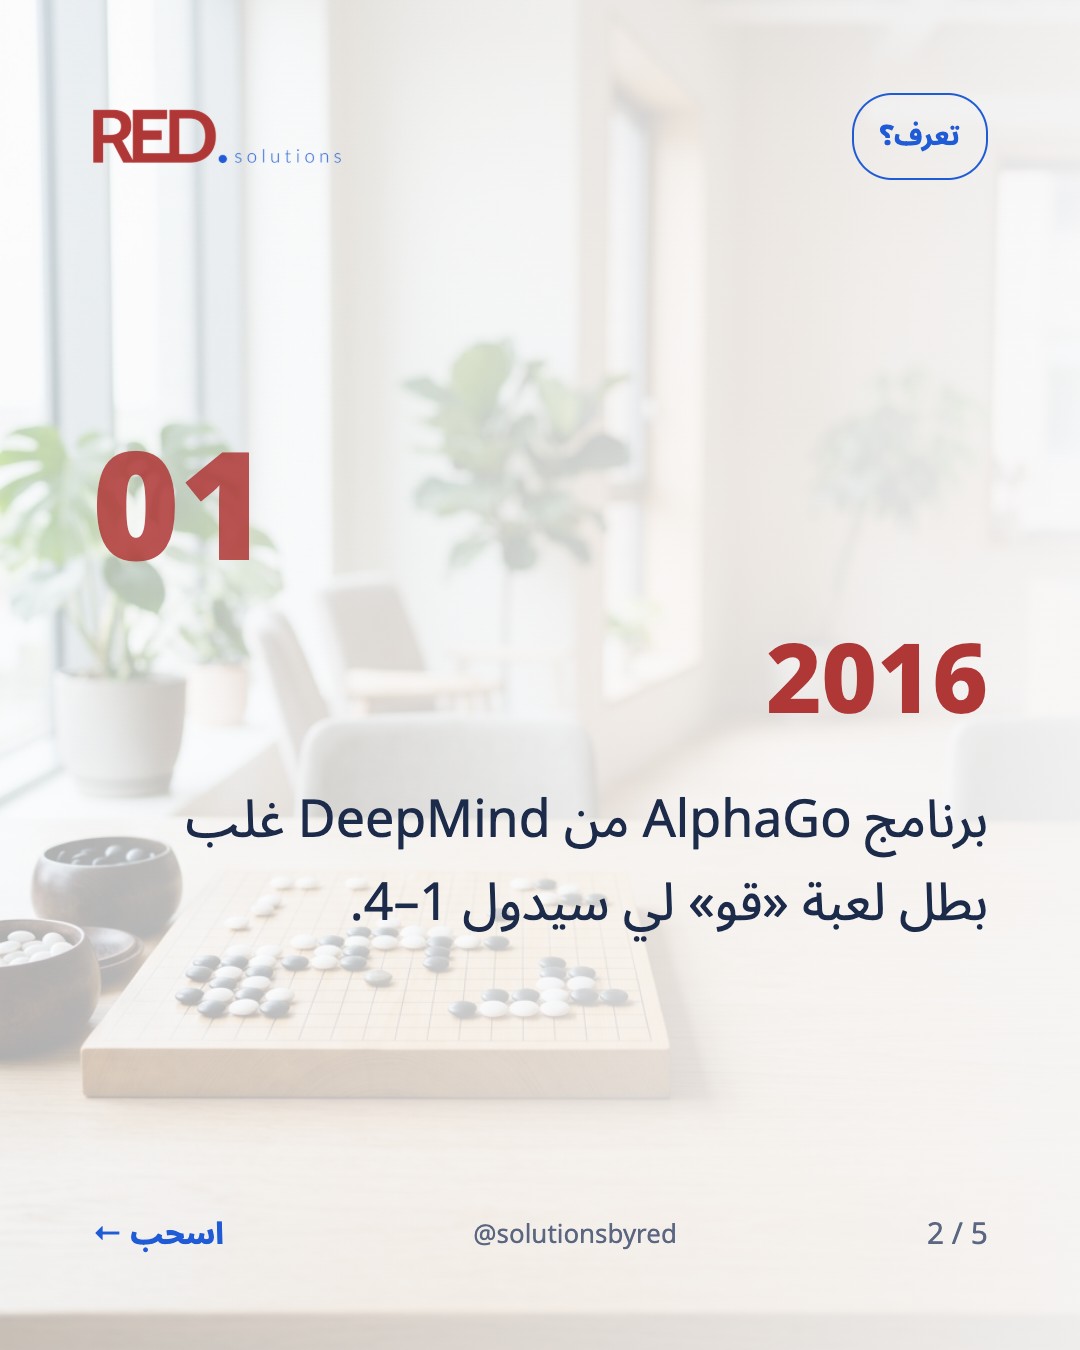 RED.solutions
تعرف؟
01
2016
برنامج AlphaGo من DeepMind غلب
بطل لعبة «قو» لي سيدول 1–4.
اسحب ←
@solutionsbyred
2 / 5